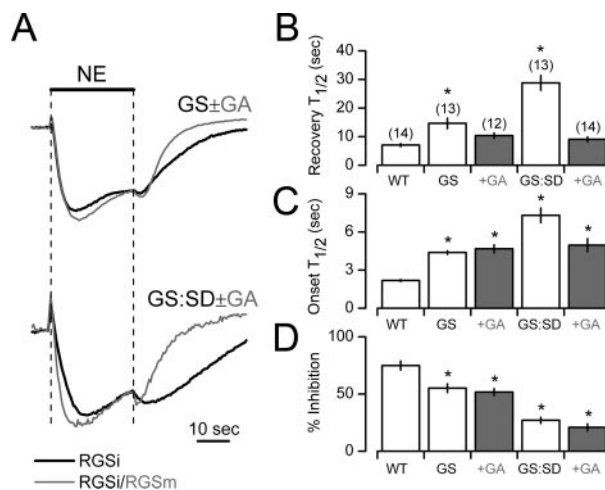 A
NE
GS±GA
GS:SD±GA
10 sec
RGSi
RGSi/RGSm
B
Recovery T1/2 (sec)
40
30
20
10
0
(14)
*
(13)
(12)
*
(13)
(14)
WT GS +GA GS:SD +GA
C
Onset T1/2 (sec)
9
6
3
0
* * * *
WT GS +GA GS:SD +GA
D
% Inhibition
100
50
0
* * * *
WT GS +GA GS:SD +GA